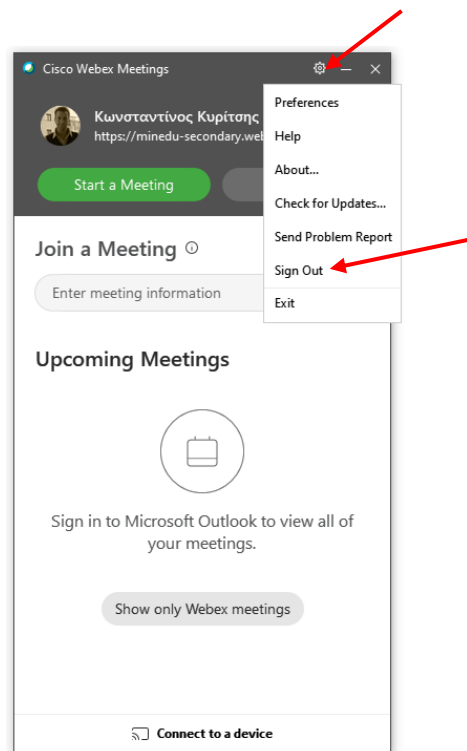 Cisco Webex Meetings
Κωνσταντίνος Κυρίτσης
https://minedu-secondary.we
Start a Meeting
Preferences
Help
About...
Check for Updates...
Send Problem Report
Sign Out
Exit
Join a Meeting
Enter meeting information
Upcoming Meetings
Sign in to Microsoft Outlook to view all of
your meetings.
Show only Webex meetings
Connect to a device